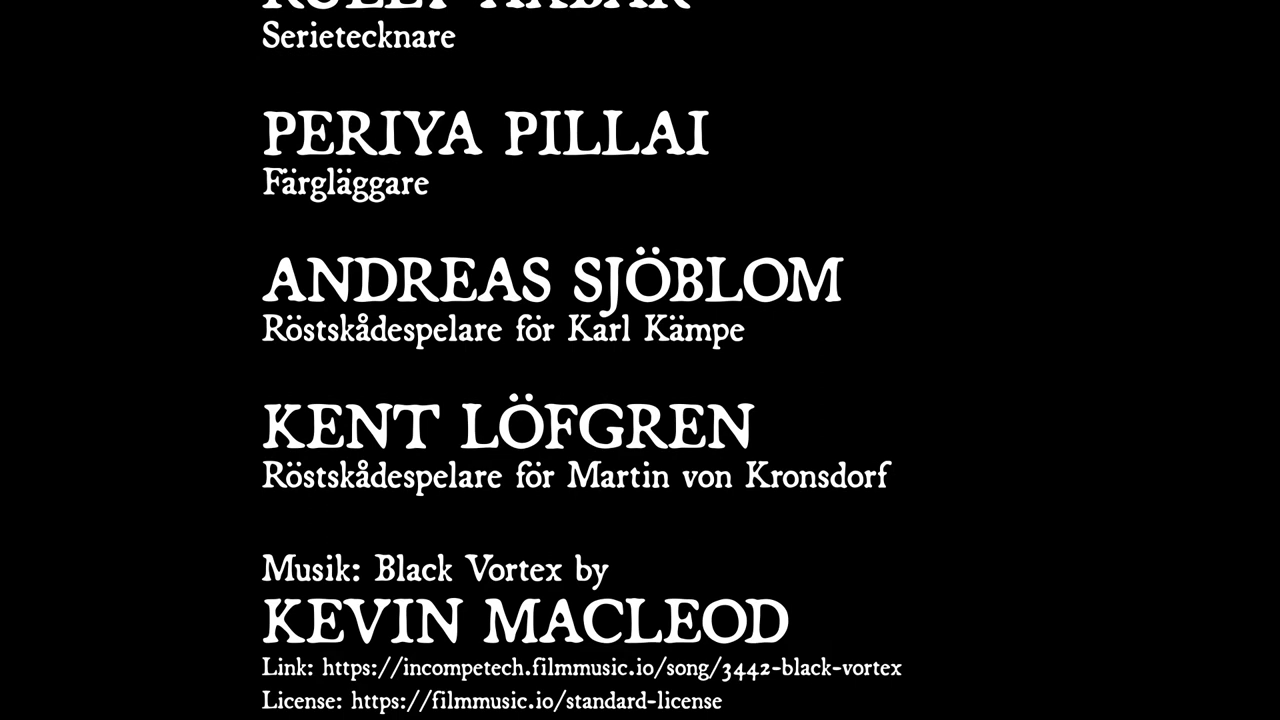 Serietecknare
PERIYA PILLAI
Färgläggare
ANDREAS SJÖBLOM
Röstskådespelare för Karl Kämpe
KENT LÖFGREN
Röstskådespelare för Martin von Kronsdorf
Musik: Black Vortex by
KEVIN MACLEOD
Link: https://incompetech.filmmusic.io/song/3442-black-vortex
License: https://filmmusic.io/standard-license